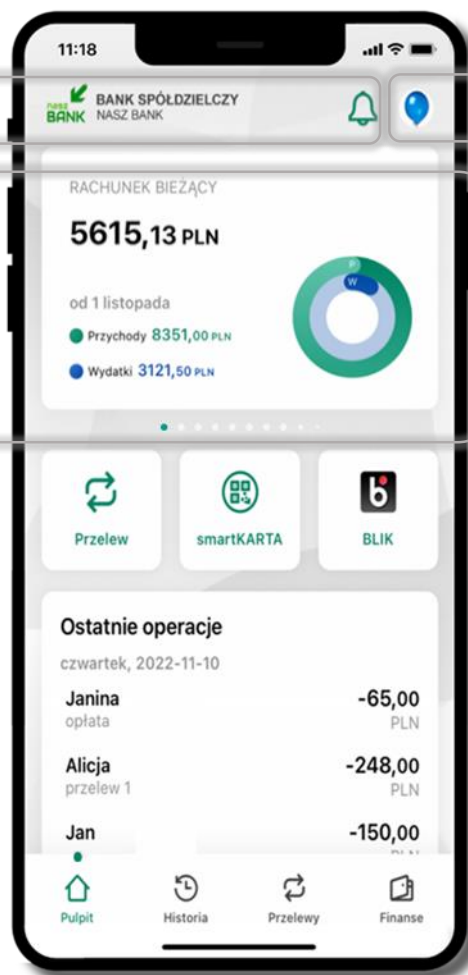 11:18
nasz
BANK
BANK SPÓŁDZIELCZY
NASZ BANK
RACHUNEK BIEŻĄCY
5615,13 PLN
od 1 listopada
Przychody 8351,00 PLN
Wydatki 3121,50 PLN
P
W
Przelew
smartKARTA
BLIK
b
Ostatnie operacje
czwartek, 2022-11-10
Janina -65,00
opłata PLN
Alicja -248,00
przelew 1 PLN
Jan -150,00
Pulpit Historia Przelewy Finanse